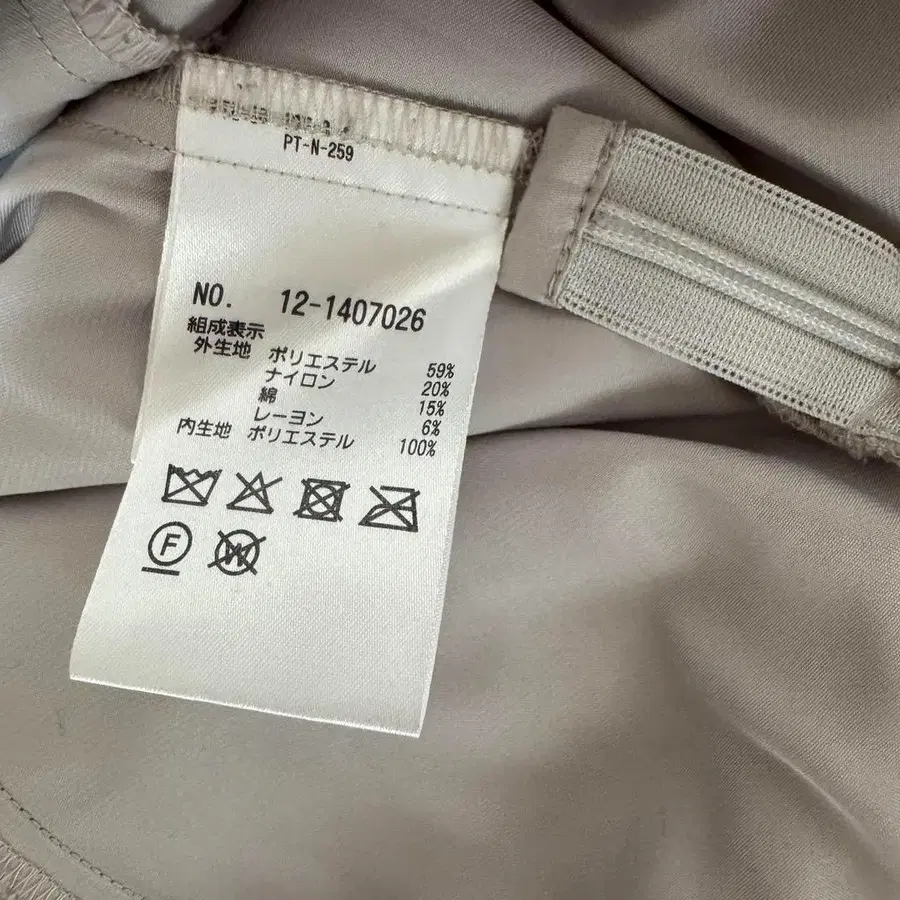 PT-N-259
NO. 12-1407026
組成表示
外生地 ポリエステル 59%
ナイロン 20%
綿 15%
レーヨン 6%
内生地 ポリエステル 100%
F W